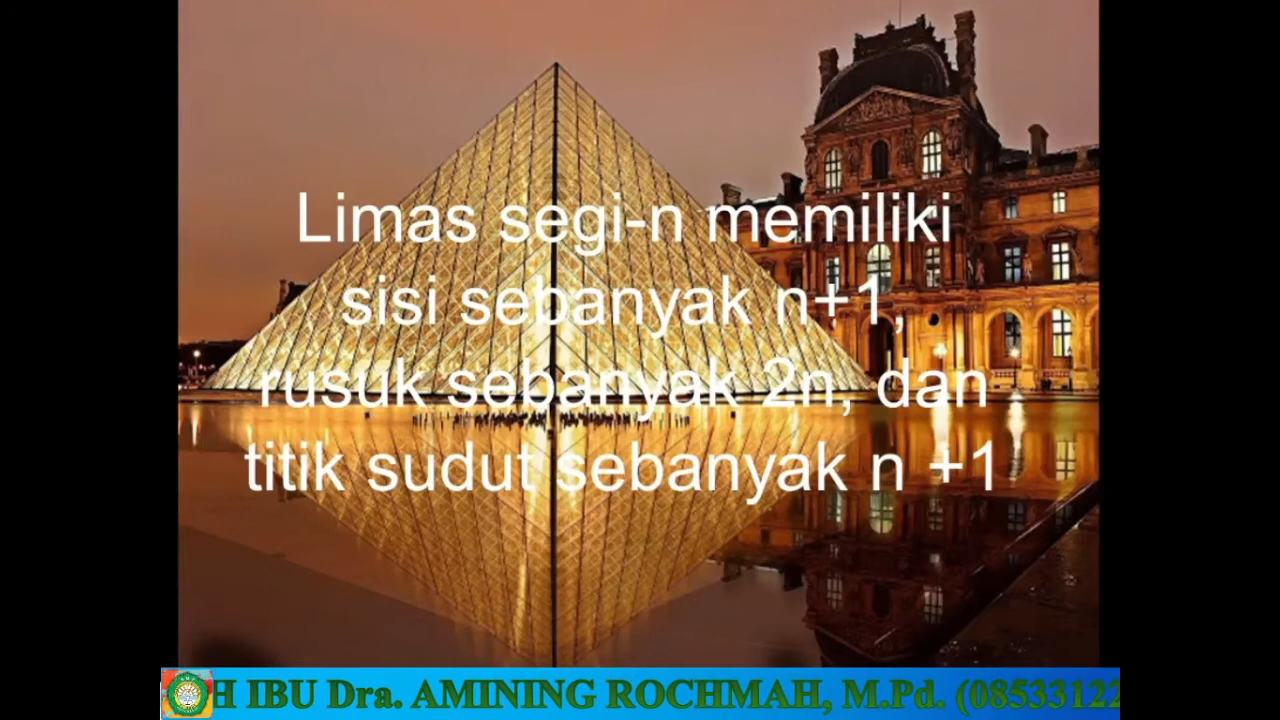 Limas segi-n memiliki
sisi sebanyak n+1,
rusuk sebanyak 2n, dan
titik sudut sebanyak n +1
H IBU Dra. AMINING ROCHMAH, M.Pd. (08533122